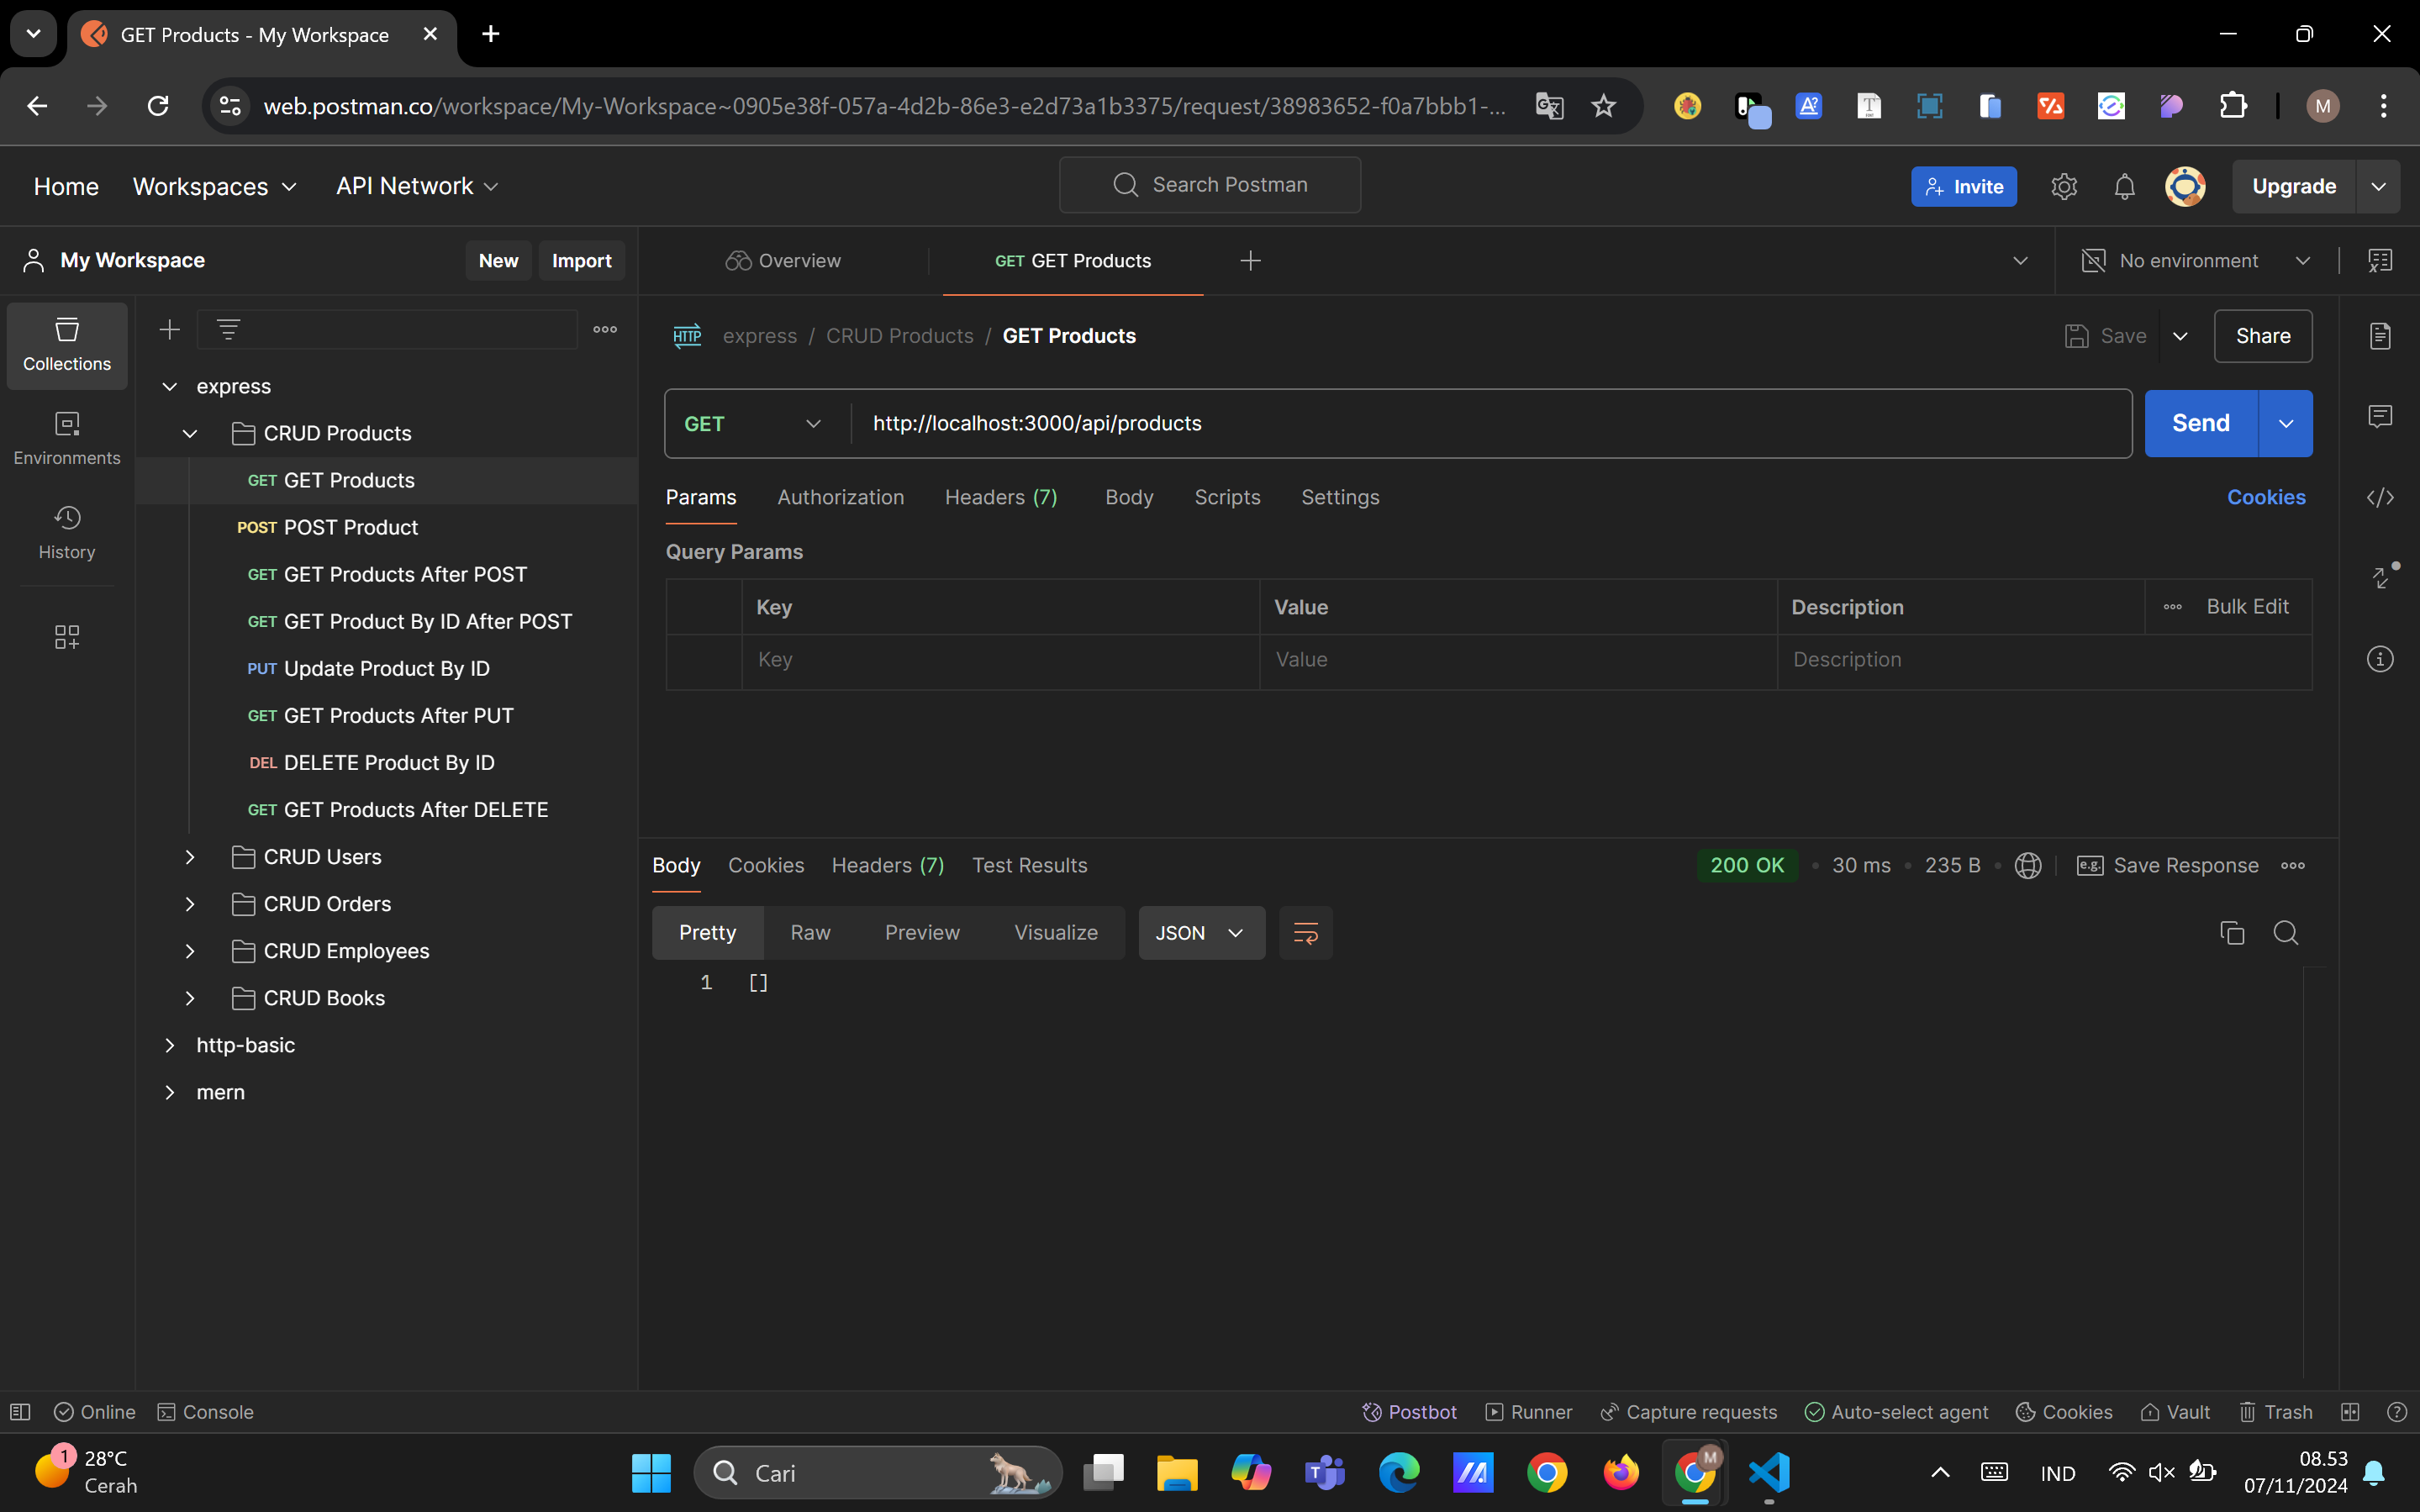 GET Products - My Workspace
web.postman.co/workspace/My-Workspace~0905e38f-057a-4d2b-86e3-e2d73a1b3375/request/38983652-f0a7bbb1-...
M
Home
Workspaces
API Network
Search Postman
Invite
Upgrade
My Workspace
New
Import
Overview
GET GET Products
No environment
Collections
Environments
History
express
CRUD Products
GET GET Products
POST POST Product
GET GET Products After POST
GET GET Product By ID After POST
PUT Update Product By ID
GET GET Products After PUT
DEL DELETE Product By ID
GET GET Products After DELETE
CRUD Users
CRUD Orders
CRUD Employees
CRUD Books
http-basic
mern
HTTP express / CRUD Products / GET Products
Save
Share
GET
http://localhost:3000/api/products
Send
Params
Authorization
Headers (7)
Body
Scripts
Settings
Cookies
Query Params
Key
Value
Description
Bulk Edit
Key
Value
Description
Body
Cookies
Headers (7)
Test Results
200 OK
30 ms
235 B
e.g. Save Response
Pretty
Raw
Preview
Visualize
JSON
1 []
Online
Console
Postbot
Runner
Capture requests
Auto-select agent
Cookies
Vault
Trash
1
28°C
Cerah
Cari
M
IND
08.53
07/11/2024